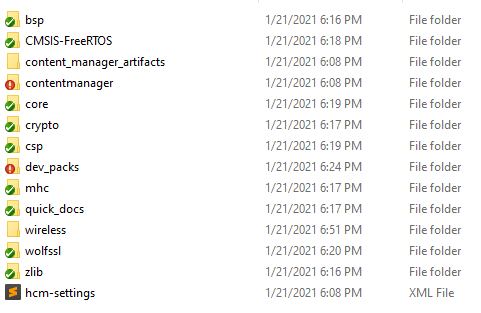 bsp 1/21/2021 6:16 PM File folder
CMSIS-FreeRTOS 1/21/2021 6:18 PM File folder
content_manager_artifacts 1/21/2021 6:08 PM File folder
contentmanager 1/21/2021 6:08 PM File folder
core 1/21/2021 6:19 PM File folder
crypto 1/21/2021 6:17 PM File folder
csp 1/21/2021 6:19 PM File folder
dev_packs 1/21/2021 6:24 PM File folder
mhc 1/21/2021 6:17 PM File folder
quick_docs 1/21/2021 6:17 PM File folder
wireless 1/21/2021 6:51 PM File folder
wolfssl 1/21/2021 6:20 PM File folder
zlib 1/21/2021 6:16 PM File folder
hcm-settings 1/21/2021 6:08 PM XML File